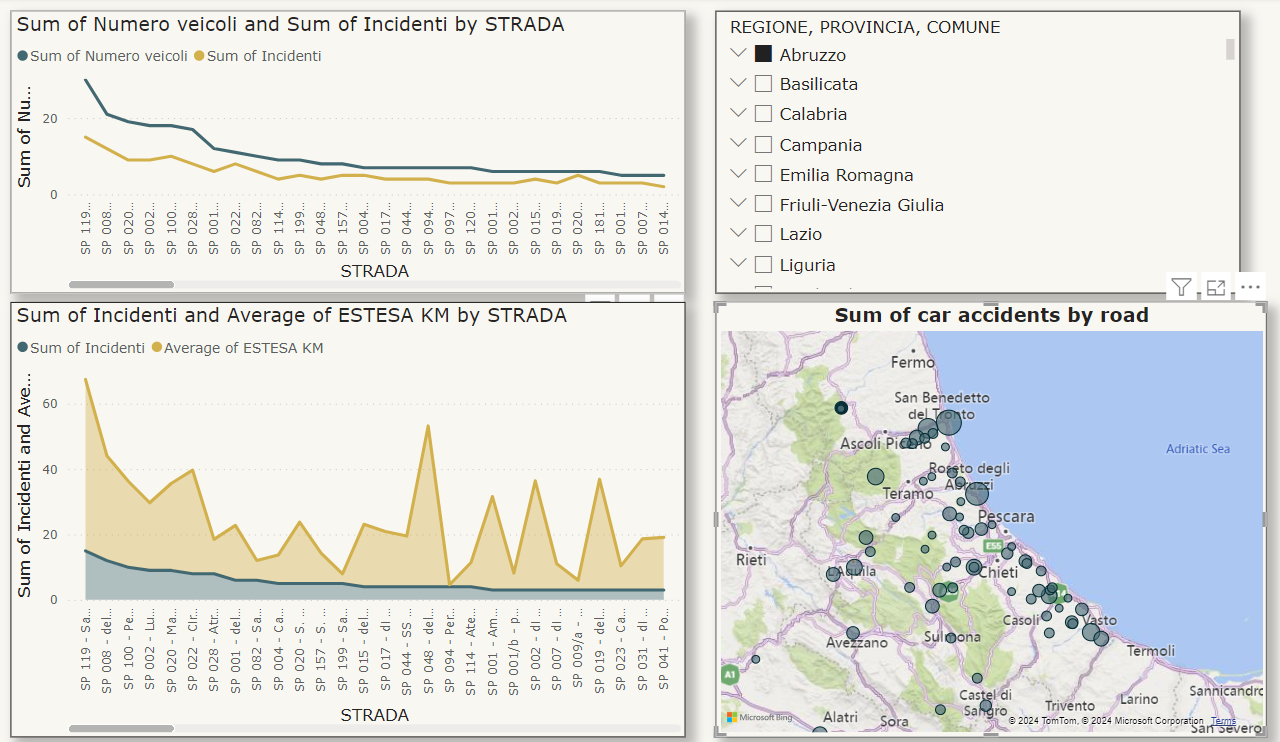 Sum of Numero veicoli and Sum of Incidenti by STRADA
Sum of Numero veicoli Sum of Incidenti
Sum of Nu...
20
0
SP 119...
SP 008...
SP 020...
SP 002...
SP 100...
SP 028...
SP 001...
SP 022...
SP 082...
SP 114...
SP 199...
SP 048...
SP 157...
SP 004...
SP 017...
SP 044...
SP 094...
SP 097...
SP 120...
SP 001...
SP 002...
SP 015...
SP 019...
SP 020...
SP 181...
SP 001...
SP 007...
SP 014...
STRADA
REGIONE, PROVINCIA, COMUNE
Abruzzo
Basilicata
Calabria
Campania
Emilia Romagna
Friuli-Venezia Giulia
Lazio
Liguria
Sum of Incidenti and Average of ESTESA KM by STRADA
Sum of Incidenti Average of ESTESA KM
Sum of Incidenti and Ave...
60
40
20
0
SP 119 - Sa...
SP 008 - del...
SP 100 - Pe...
SP 002 - Lu...
SP 020 - Ma...
SP 022 - Cir...
SP 028 - Atr...
SP 001 - del...
SP 082 - Sa...
SP 004 - Ca...
SP 020 - S. ...
SP 157 - S ...
SP 199 - Sa...
SP 015 - del ...
SP 017 - di ...
SP 044 - SS ...
SP 048 - del...
SP 094 - Per...
SP 114 - Ate...
SP 001 - Am...
SP 001/b - p...
SP 002 - di ...
SP 007 - di ...
SP 009/a - ...
SP 019 - del...
SP 023 - Ca...
SP 031 - di ...
SP 041 - Po...
STRADA
Sum of car accidents by road
Fermo
San Benedetto
del Tronto
Adriatic Sea
Ascoli Piceno
Roseto degli
Abruzzi
Teramo
Pescara
E55
Rieti
L'Aquila
Chieti
Casoli
Vasto
Avezzano
Sulmona
Termoli
A1
Castel di
Sangro
Sannicandro
Larino
Trivento
Alatri
Sora
Microsoft Bing
© 2024 TomTom, © 2024 Microsoft Corporation Terms
San Severo